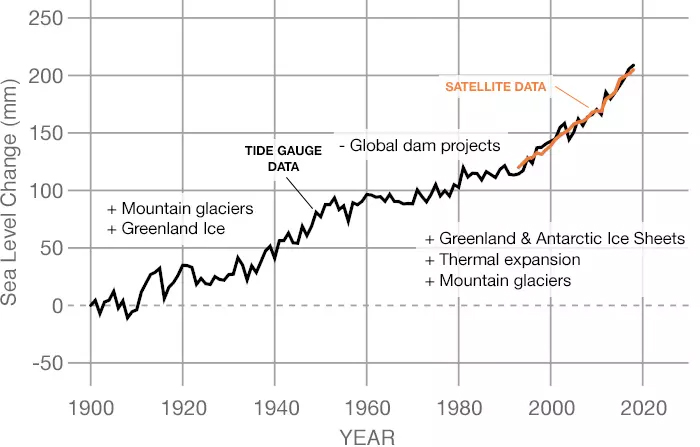 250
200
150
100
50
0
-50
Sea Level Change (mm)
SATELLITE DATA
TIDE GAUGE
DATA
- Global dam projects
+ Mountain glaciers
+ Greenland Ice
+ Greenland & Antarctic Ice Sheets
+ Thermal expansion
+ Mountain glaciers
1900 1920 1940 1960 1980 2000 2020
YEAR